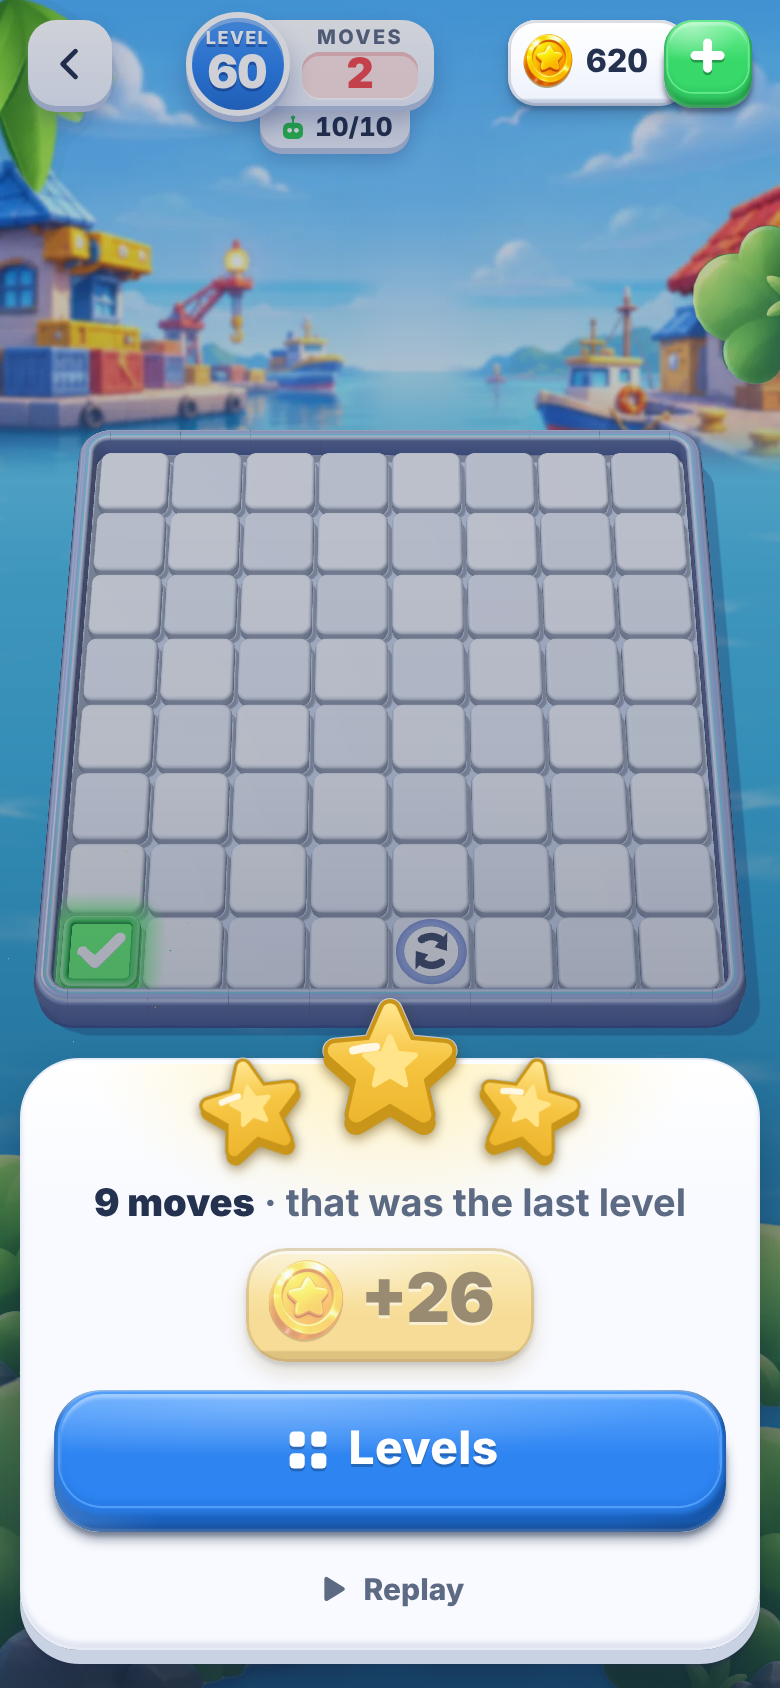 LEVEL
60
MOVES
2
620
10/10
9 moves · that was the last level
+26
Levels
Replay